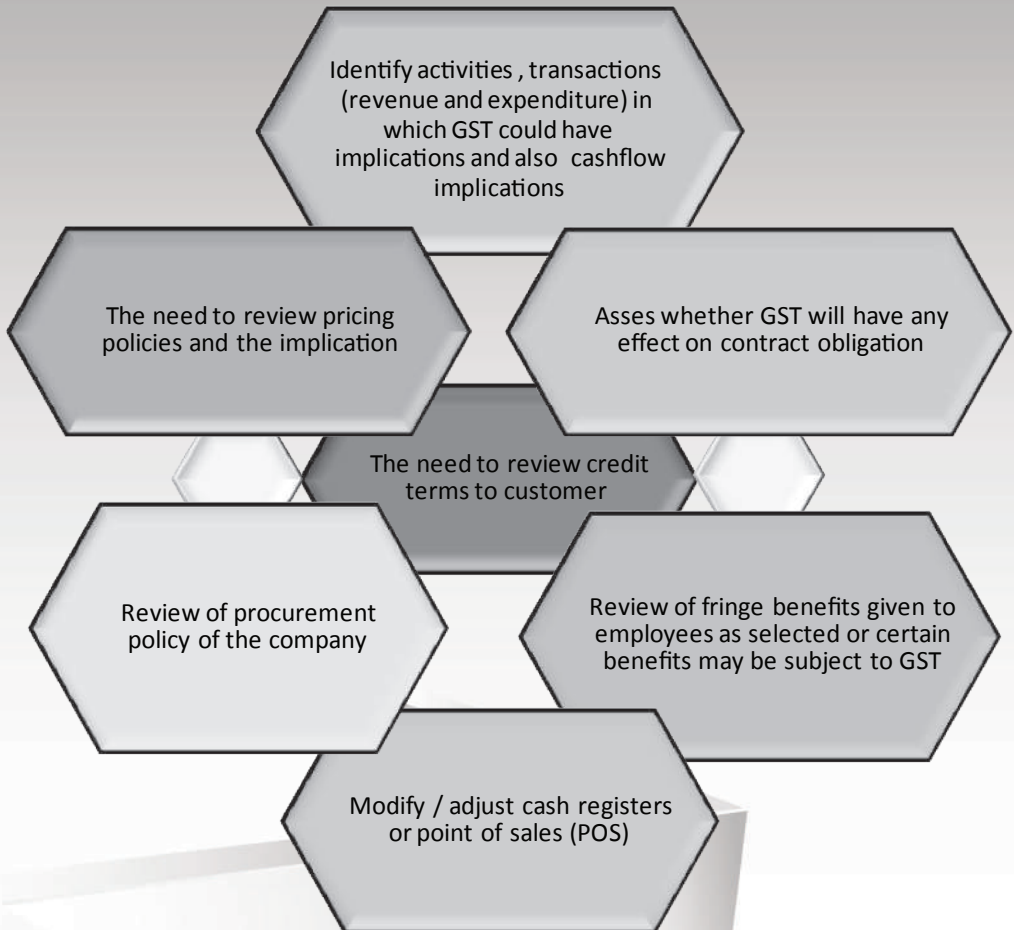 Identify activities , transactions
(revenue and expenditure) in
which GST could have
implications and also cashflow
implications
The need to review pricing
policies and the implication
Asses whether GST will have any
effect on contract obligation
The need to review credit
terms to customer
Review of procurement
policy of the company
Review of fringe benefits given to
employees as selected or certain
benefits may be subject to GST
Modify / adjust cash registers
or point of sales (POS)